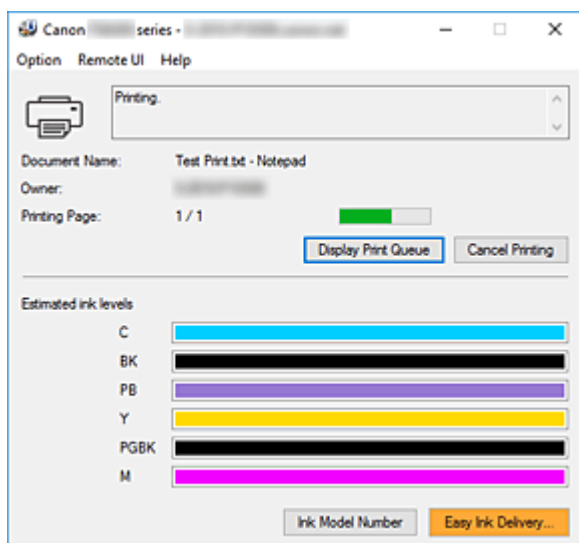 Canon series -
Option Remote UI Help
Printing.
Document Name: Test Print.txt - Notepad
Owner:
Printing Page: 1 / 1
Display Print Queue Cancel Printing
Estimated ink levels
C
BK
PB
Y
PGBK
M
Ink Model Number Easy Ink Delivery...